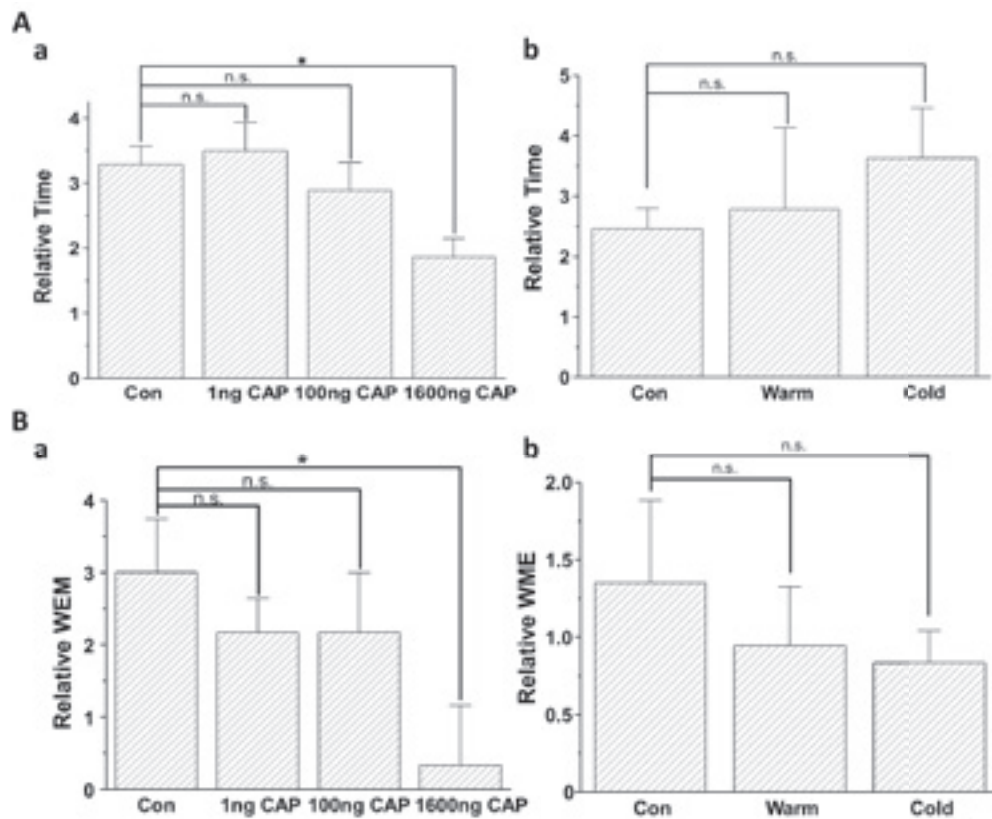 A
a
*
n.s.
n.s.
Relative Time
4
3
2
1
0
Con 1ng CAP 100ng CAP 1600ng CAP
b
n.s.
n.s.
Relative Time
5
4
3
2
1
0
Con Warm Cold
B
a
*
n.s.
n.s.
Relative WEM
4
3
2
1
0
Con 1ng CAP 100ng CAP 1600ng CAP
b
n.s.
n.s.
Relative WME
2.0
1.5
1.0
0.5
0
Con Warm Cold